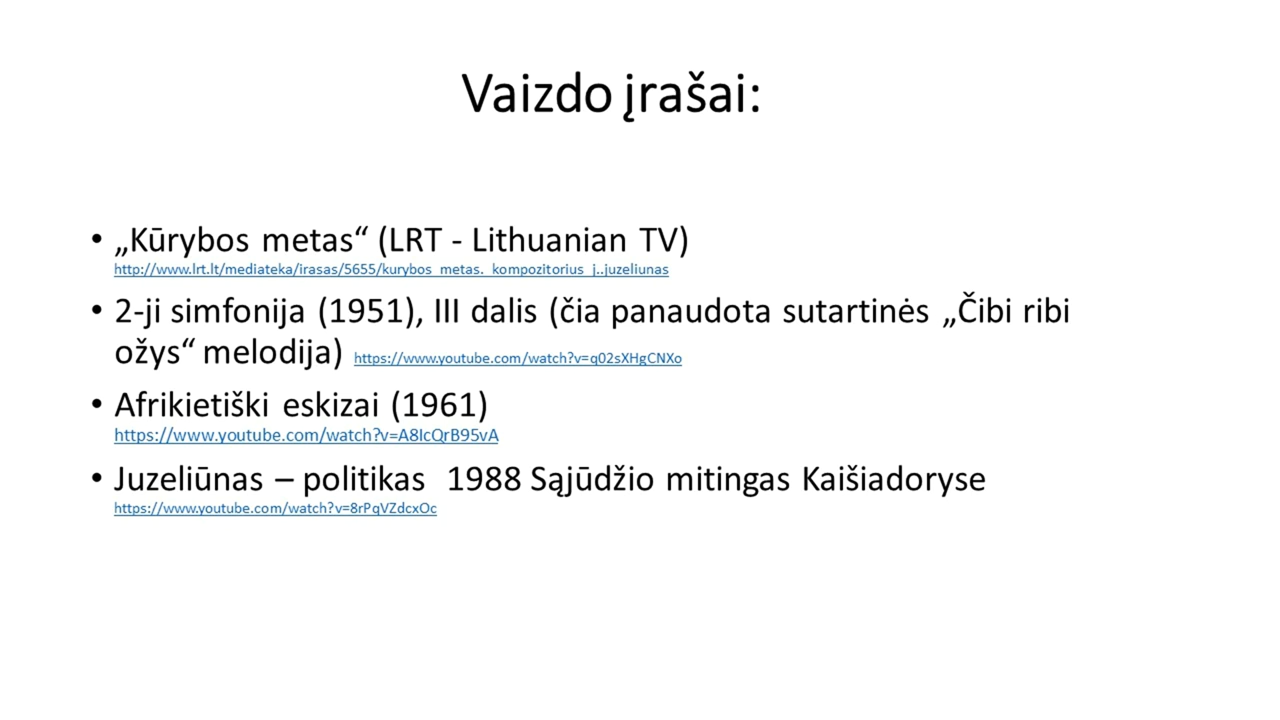 Vaizdo įrašai:
• „Kūrybos metas“ (LRT - Lithuanian TV)
http://www.lrt.lt/mediateka/irasas/5655/kurybos_metas._kompozitorius_j..juzeliunas
• 2-ji simfonija (1951), III dalis (čia panaudota sutartinės „Čibi ribi
ožys“ melodija) https://www.youtube.com/watch?v=q02sXHgCNXo
• Afrikietiški eskizai (1961)
https://www.youtube.com/watch?v=A8IcQrB95vA
• Juzeliūnas – politikas  1988 Sąjūdžio mitingas Kaišiadoryse
https://www.youtube.com/watch?v=8rPqVZdcxOc